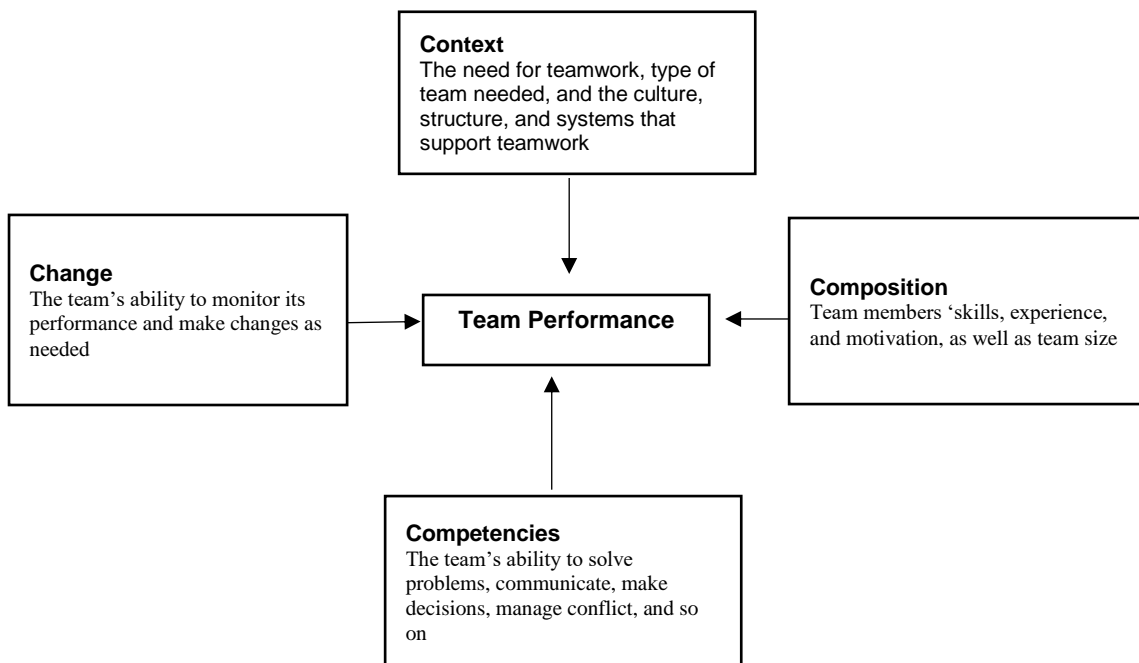 Context
The need for teamwork, type of
team needed, and the culture,
structure, and systems that
support teamwork
Change
The team’s ability to monitor its
performance and make changes as
needed
Team Performance
Composition
Team members ‘skills, experience,
and motivation, as well as team size
Competencies
The team’s ability to solve
problems, communicate, make
decisions, manage conflict, and so
on